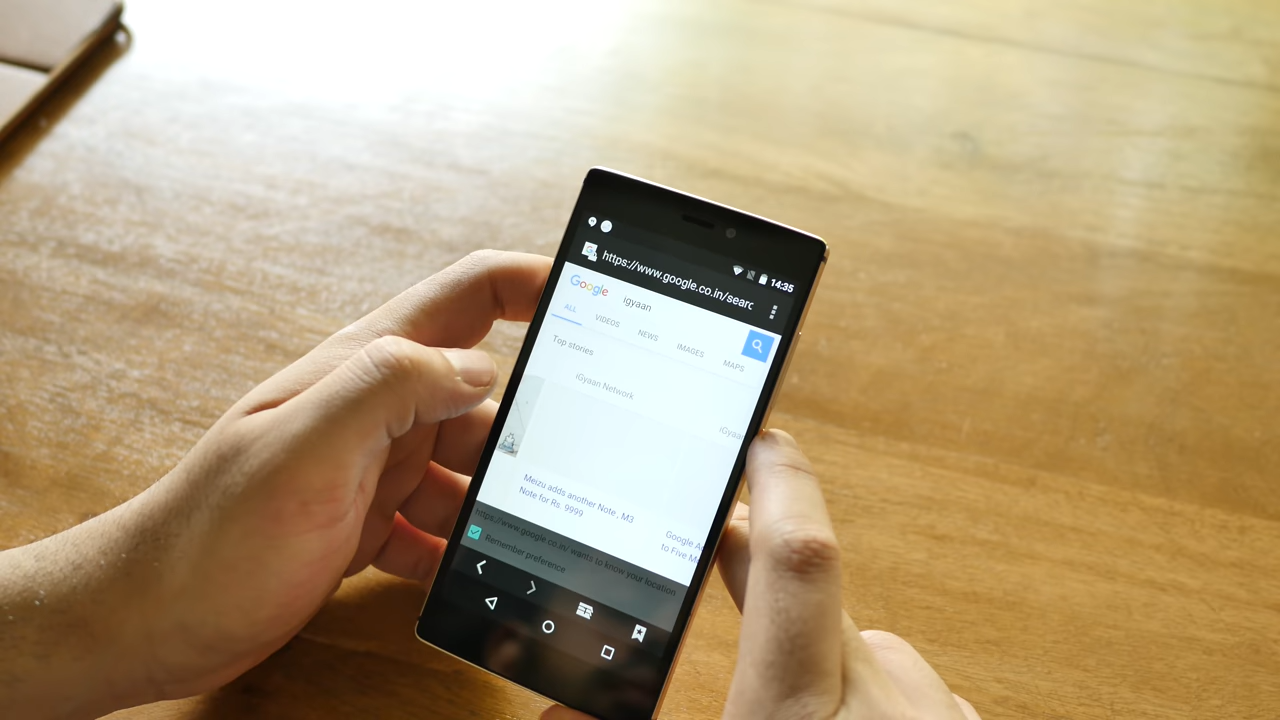 14:35
https://www.google.co.in/searc
Google
igyaan
ALL VIDEOS NEWS IMAGES MAPS
Top stories
iGyaan Network
iGyaa
Meizu adds another Note , M3
Note for Rs. 9999
Google A
to Five M
https://www.google.co.in/ wants to know your location
Remember preference